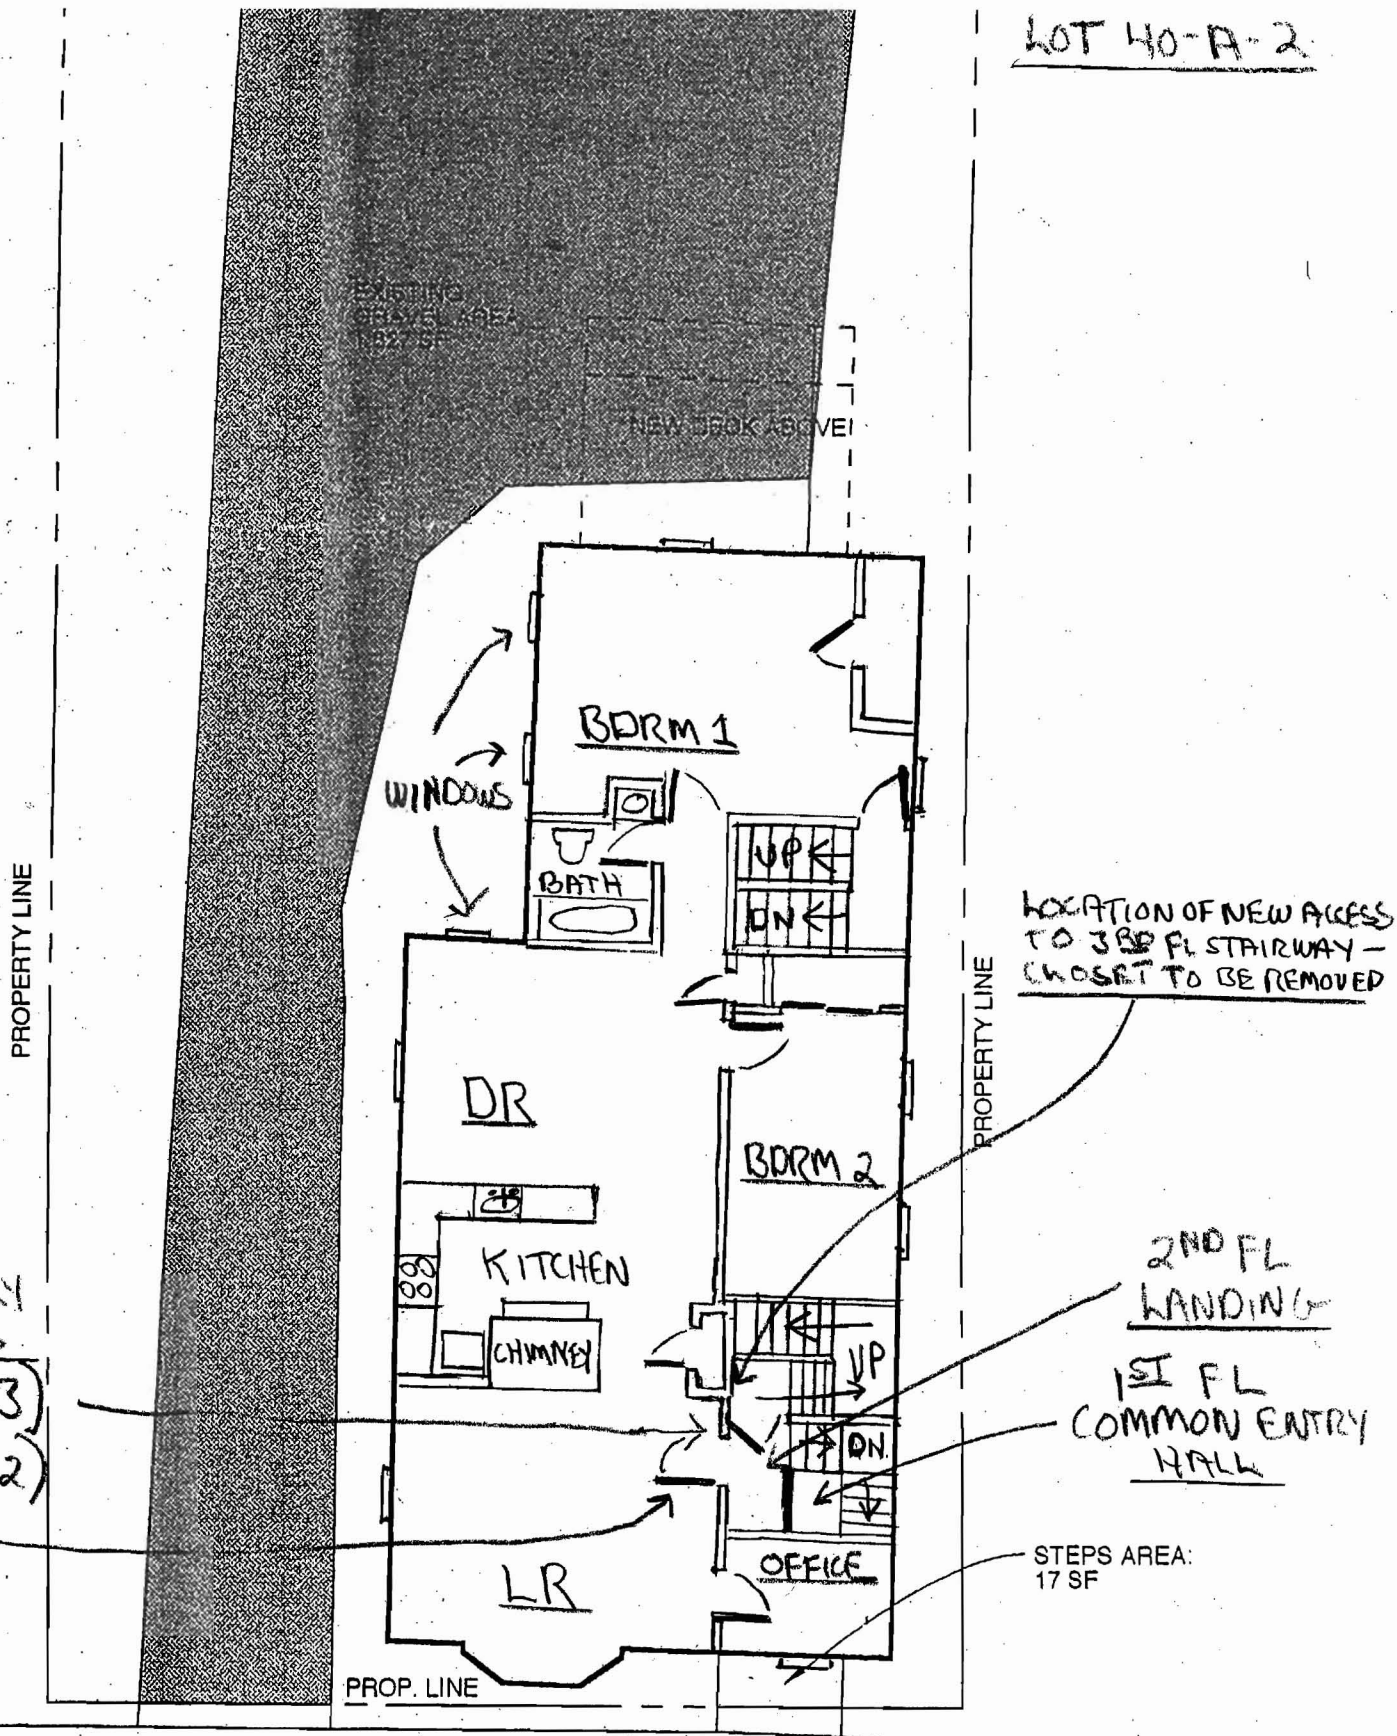 LOT 40-A-2
EXISTING
GRAVEL AREA
NEW DECK ABOVE
BDRM 1
WINDOWS
UP
BATH
DN
PROPERTY LINE
LOCATION OF NEW ACCESS
TO 3RD FL STAIRWAY -
CLOSET TO BE REMOVED
PROPERTY LINE
DR
BDRM 2
KITCHEN
2ND FL
LANDING
CHIMNEY
UP
1ST FL
COMMON ENTRY
HALL
3)
2)
DN.
OFFICE
STEPS AREA:
17 SF
LR
PROP. LINE